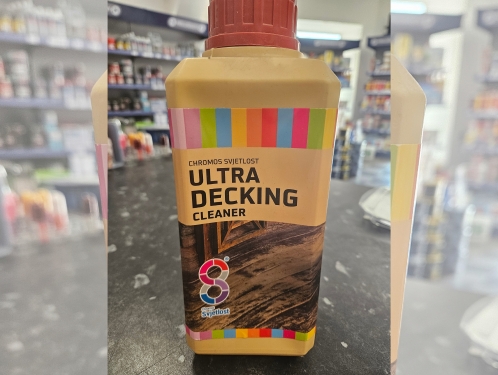 CHROMOS SVJETLOST
ULTRA
DECKING
CLEANER
Svjetlost